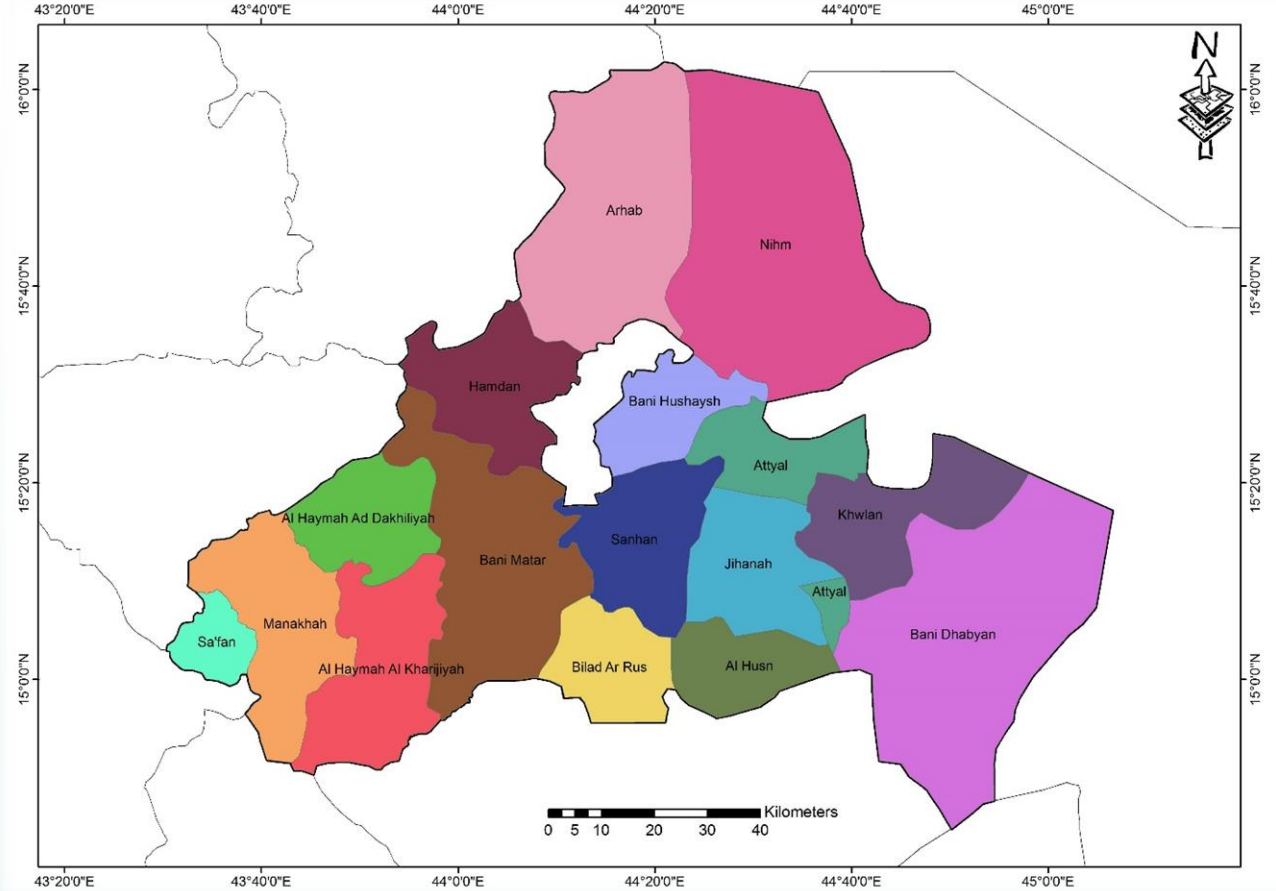 43°20'0"E 43°40'0"E 44°0'0"E 44°20'0"E 44°40'0"E 45°0'0"E
N
16°0'0"N 16°0'0"N
Arhab
Nihm
15°40'0"N 15°40'0"N
Hamdan
Bani Hushaysh
Attyal
15°20'0"N 15°20'0"N
Khwlan
Al Haymah Ad Dakhiliyah
Sanhan
Bani Matar
Jihanah
Attyal
Manakhah
Bani Dhabyan
Sa'fan
Al Haymah Al Kharijiyah
Bilad Ar Rus
Al Husn
15°0'0"N 15°0'0"N
Kilometers
0 5 10 20 30 40
43°20'0"E 43°40'0"E 44°0'0"E 44°20'0"E 44°40'0"E 45°0'0"E